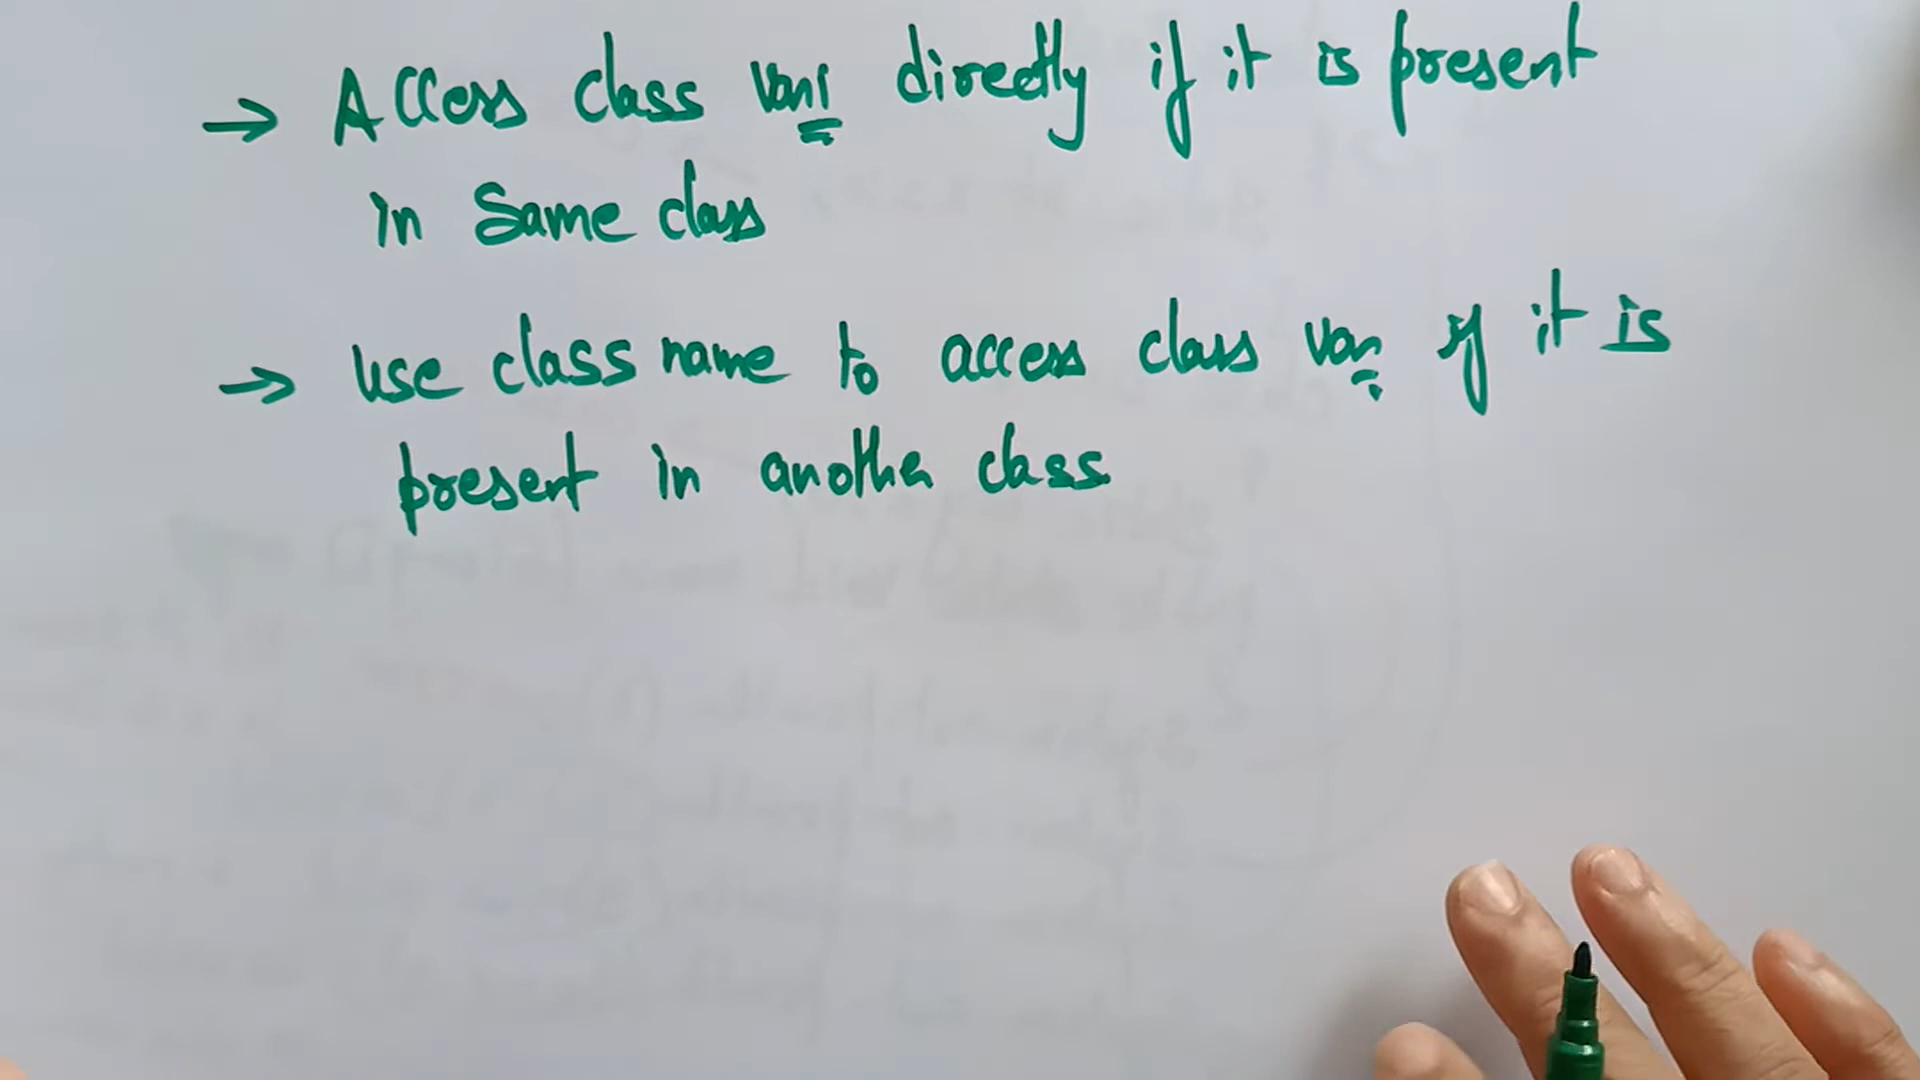 → Access class var directly if it is present
in Same class
→ use class name to access class var if it is
present in another class.